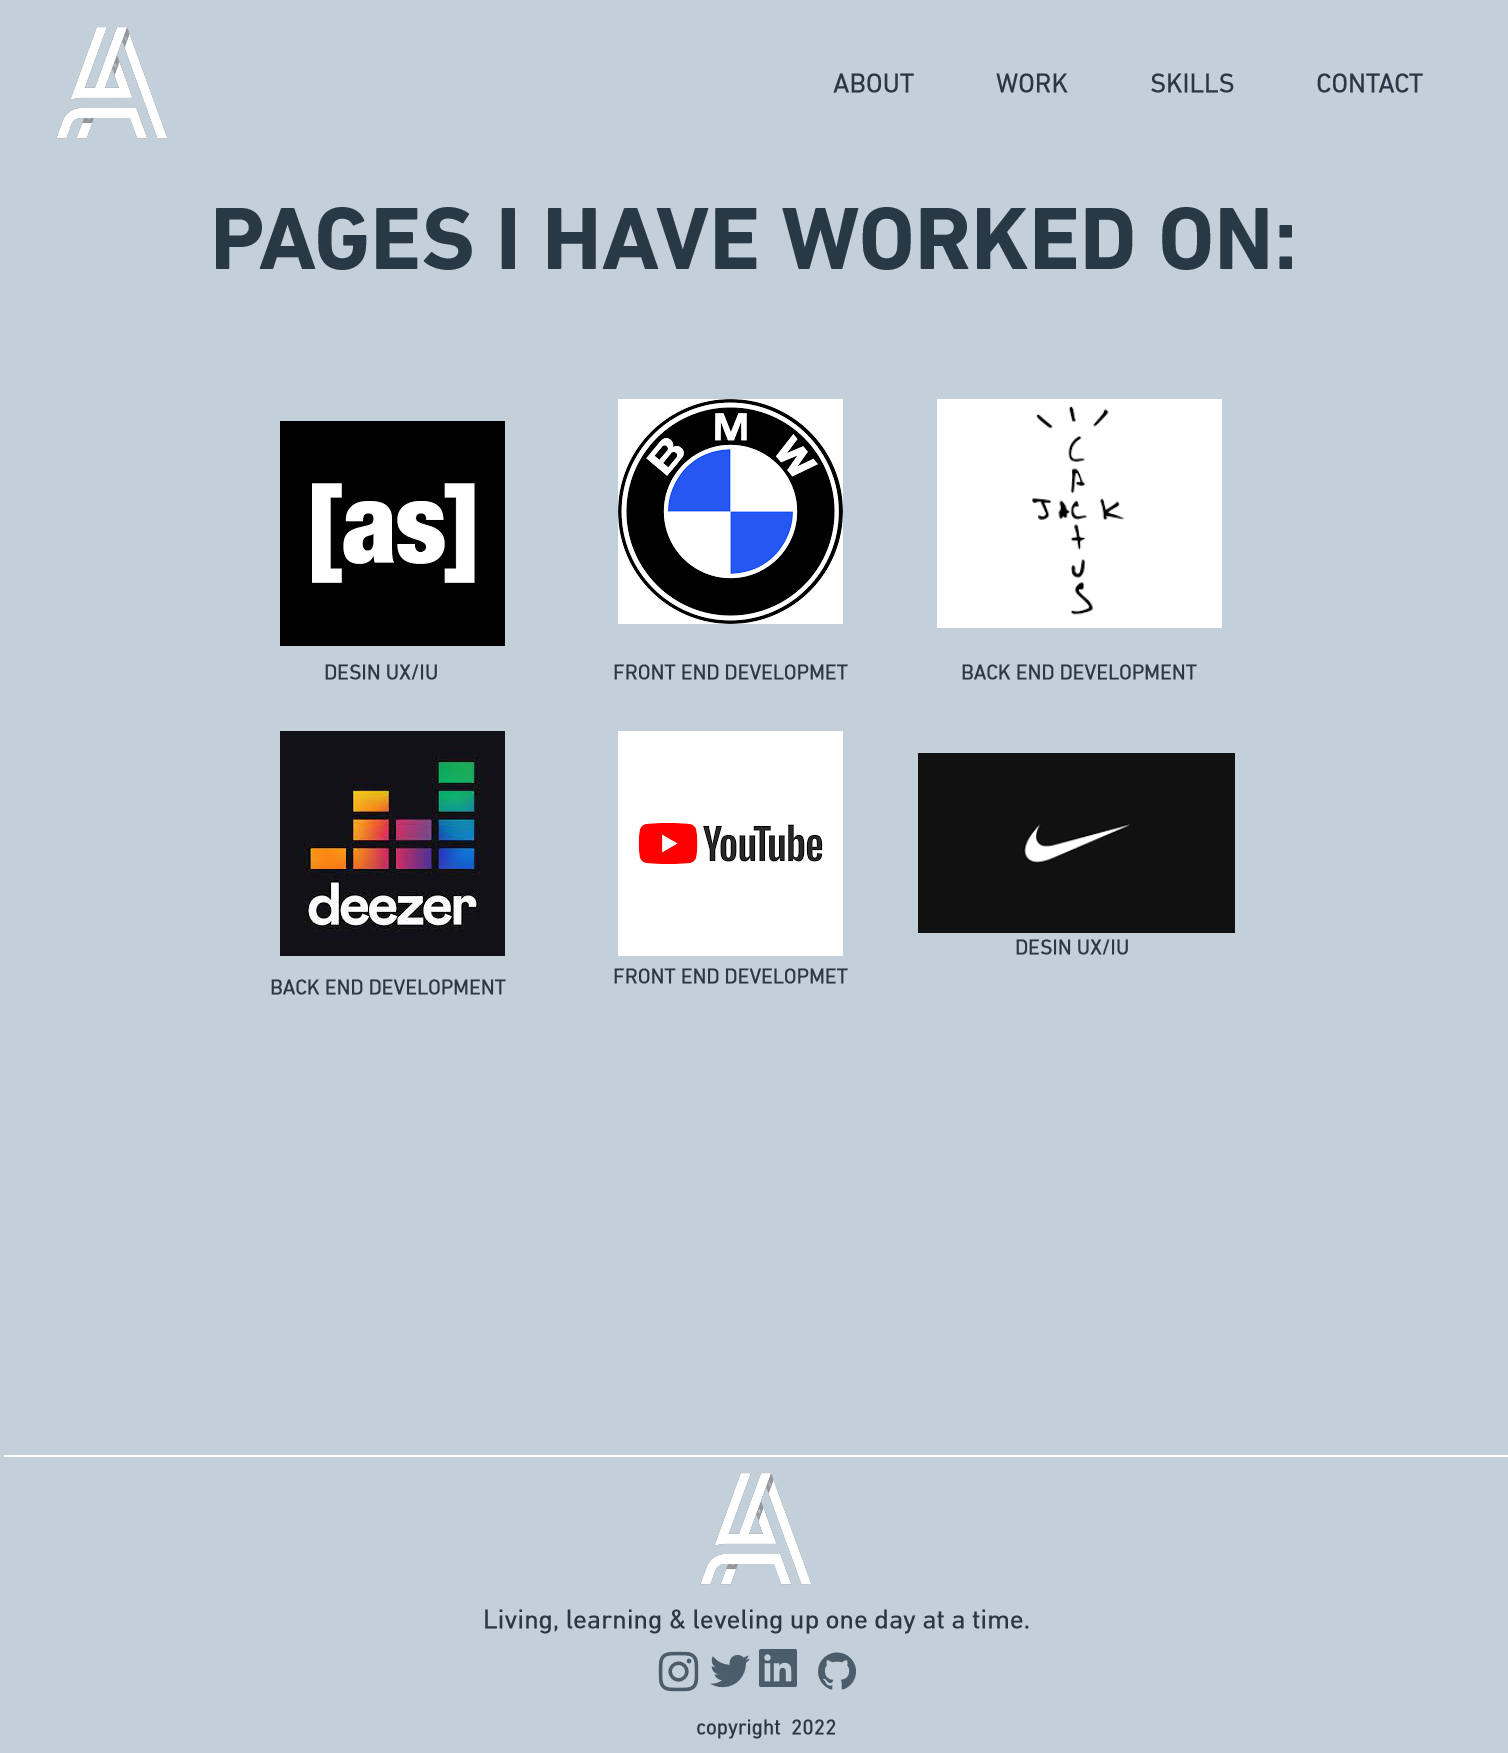 ABOUT WORK SKILLS CONTACT
PAGES I HAVE WORKED ON:
[as]
BMW
CACTUS
JACK
DESIN UX/IU
FRONT END DEVELOPMET
BACK END DEVELOPMENT
deezer
YouTube
DESIN UX/IU
BACK END DEVELOPMENT
FRONT END DEVELOPMET
Living, learning & leveling up one day at a time.
in
copyright 2022